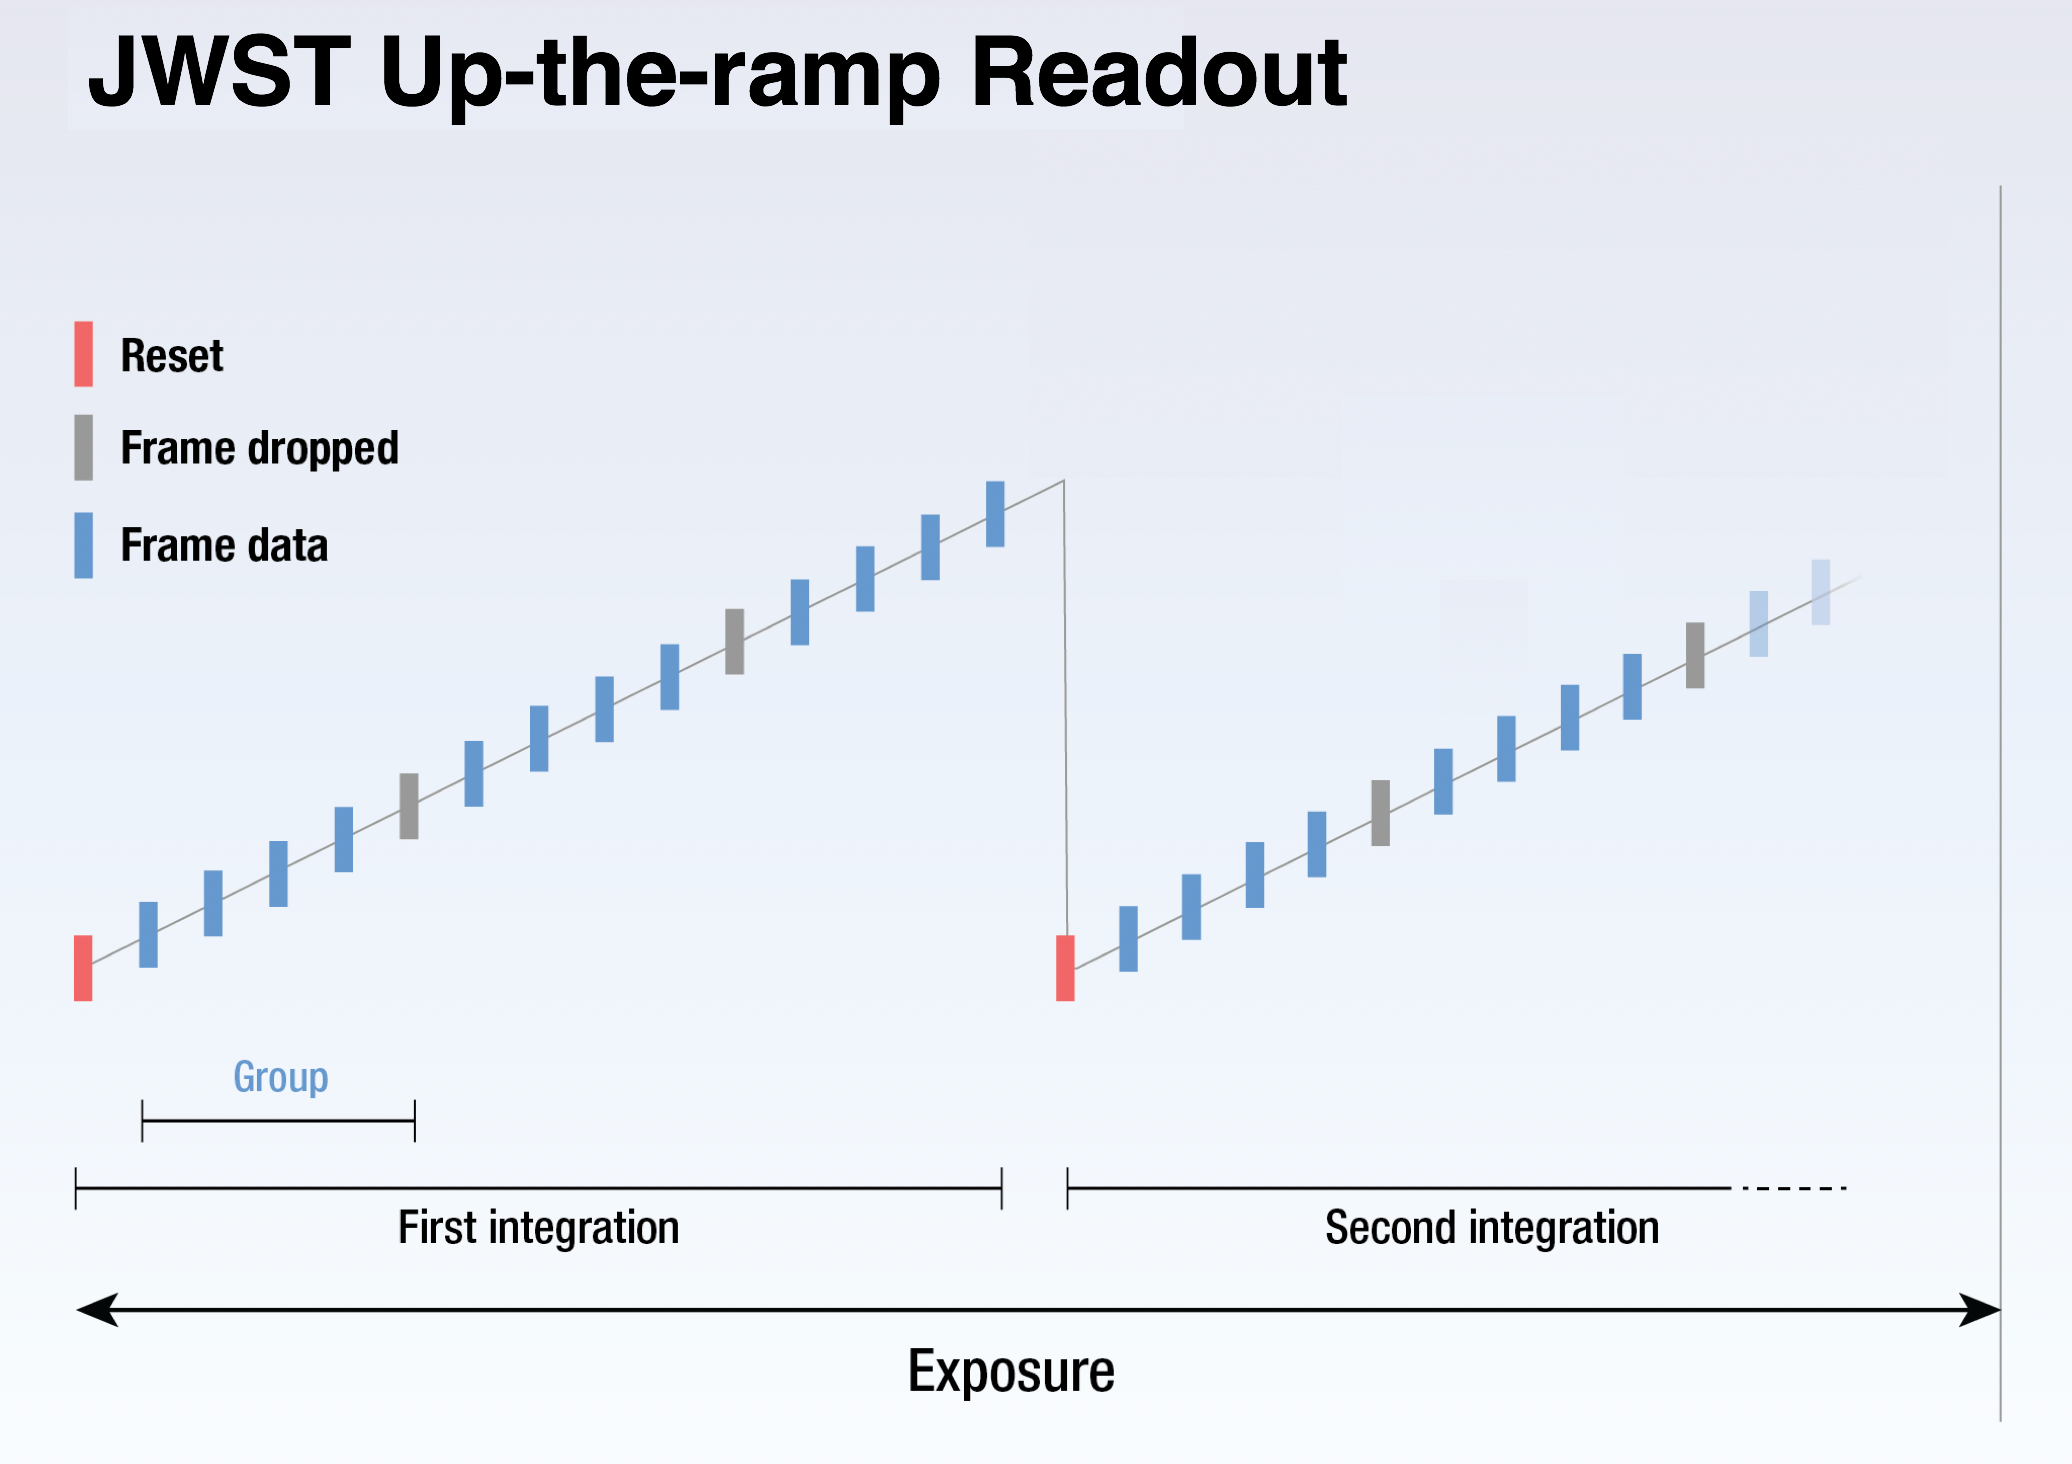 JWST Up-the-ramp Readout
Reset
Frame dropped
Frame data
Group
First integration
Second integration
Exposure